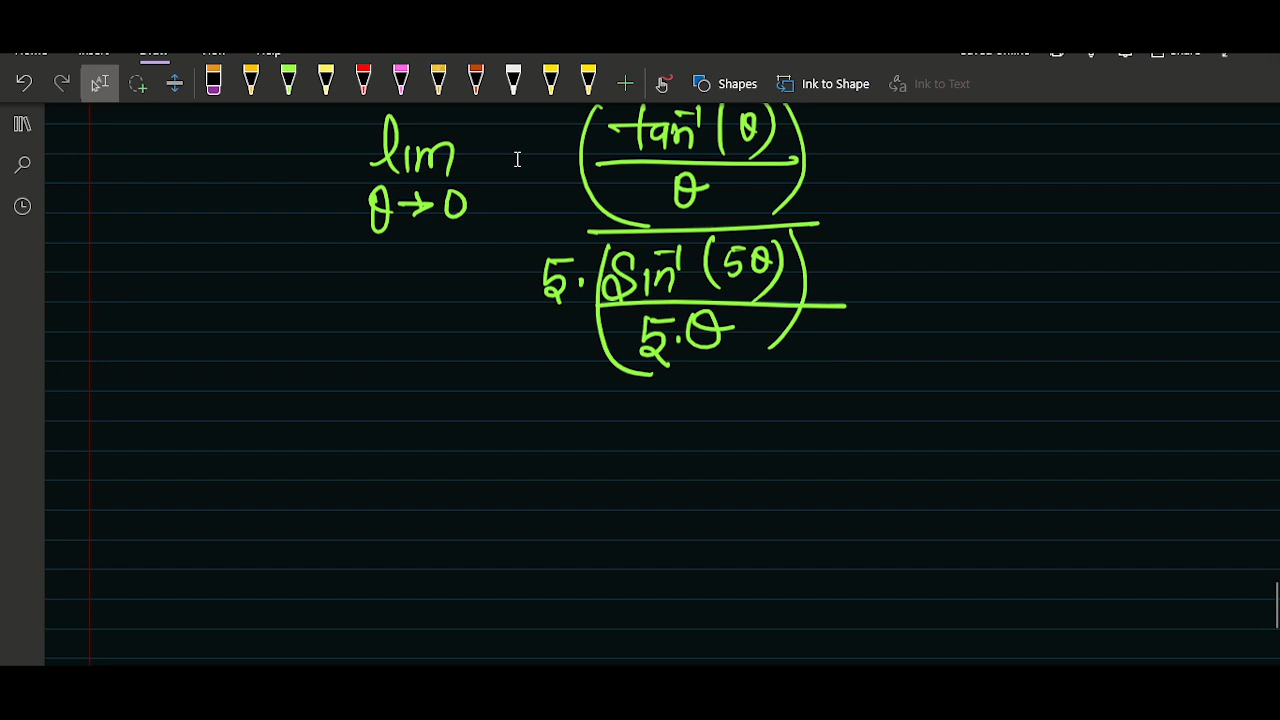 Shapes Ink to Shape Ink to Text
lim (tan⁻¹(θ)
θ→0 θ)
5. (Sin⁻¹(5θ)
5.θ)